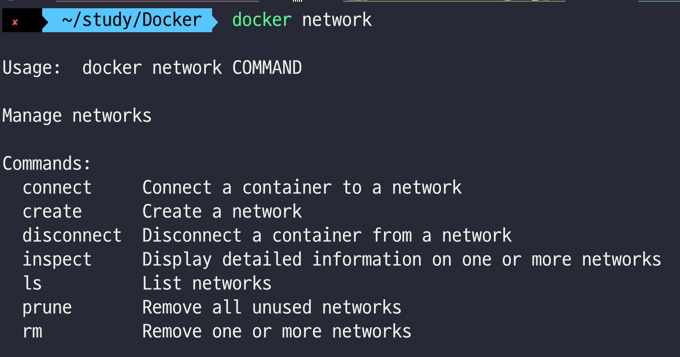 ✘ ~/study/Docker docker network
Usage:  docker network COMMAND
Manage networks
Commands:
  connect     Connect a container to a network
  create      Create a network
  disconnect  Disconnect a container from a network
  inspect     Display detailed information on one or more networks
  ls          List networks
  prune       Remove all unused networks
  rm          Remove one or more networks